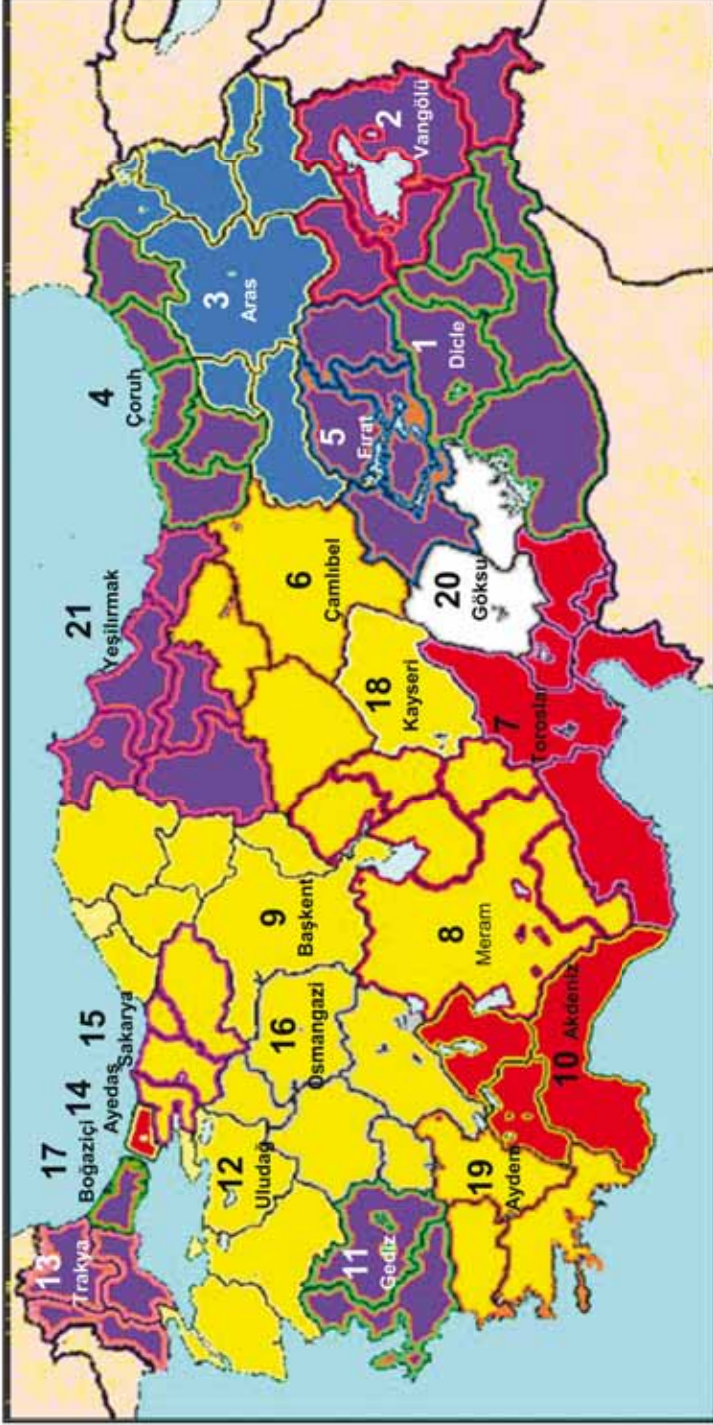 17
Boğaziçi
14
Ayedaş
15
Sakarya
13
Trakya
21
Yeşilırmak
4
Çoruh
12
Uludağ
16
Osmangazi
9
Başkent
6
Çamlıbel
3
Aras
11
Gediz
5
Fırat
2
Vangölü
18
Kayseri
1
Dicle
8
Meram
20
Göksu
19
Aydem
10
Akdeniz
7
Toroslar